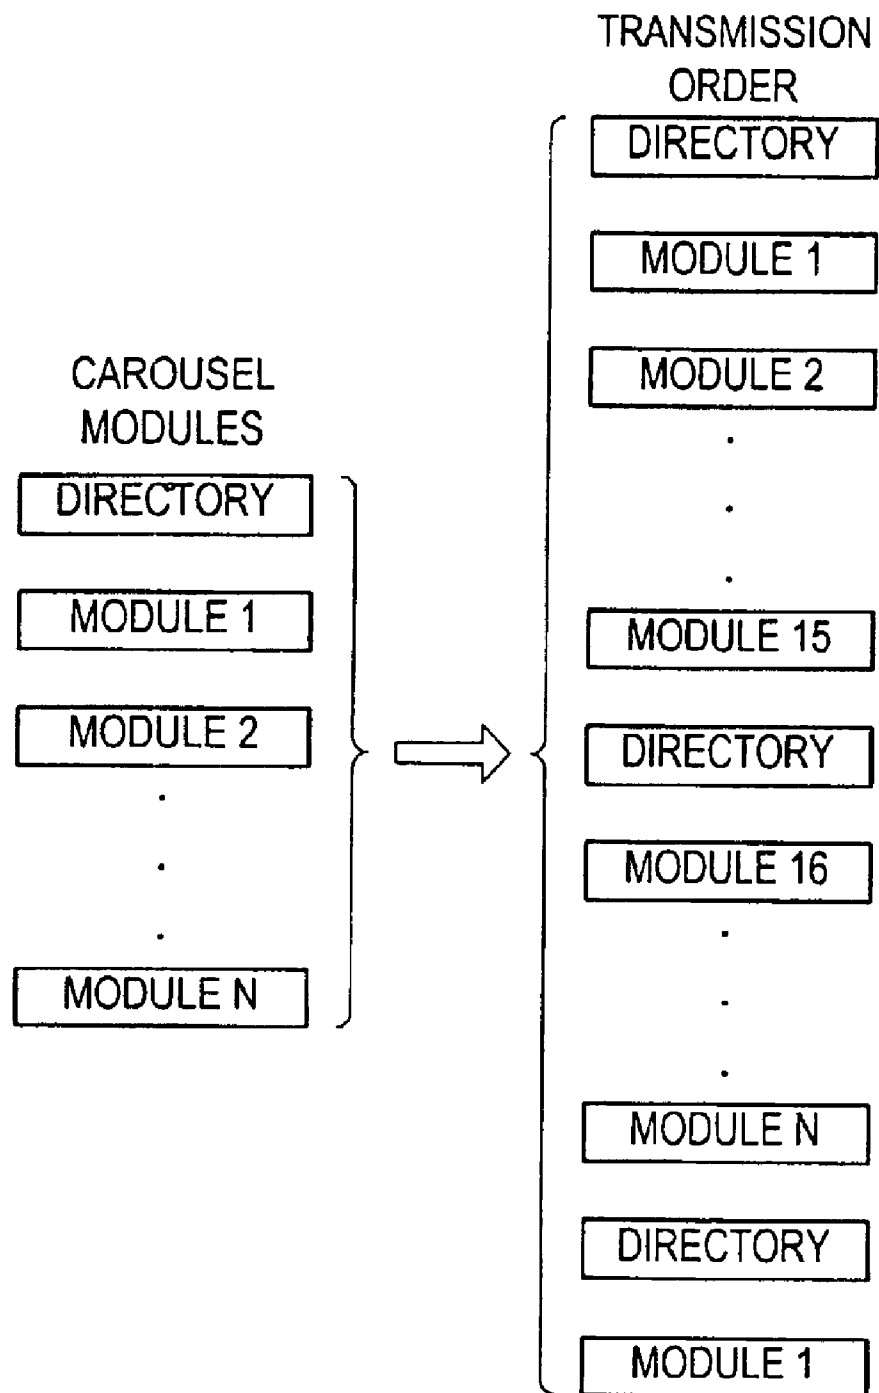 CAROUSEL
MODULES
DIRECTORY
MODULE 1
MODULE 2
MODULE N
TRANSMISSION
ORDER
DIRECTORY
MODULE 1
MODULE 2
MODULE 15
DIRECTORY
MODULE 16
MODULE N
DIRECTORY
MODULE 1